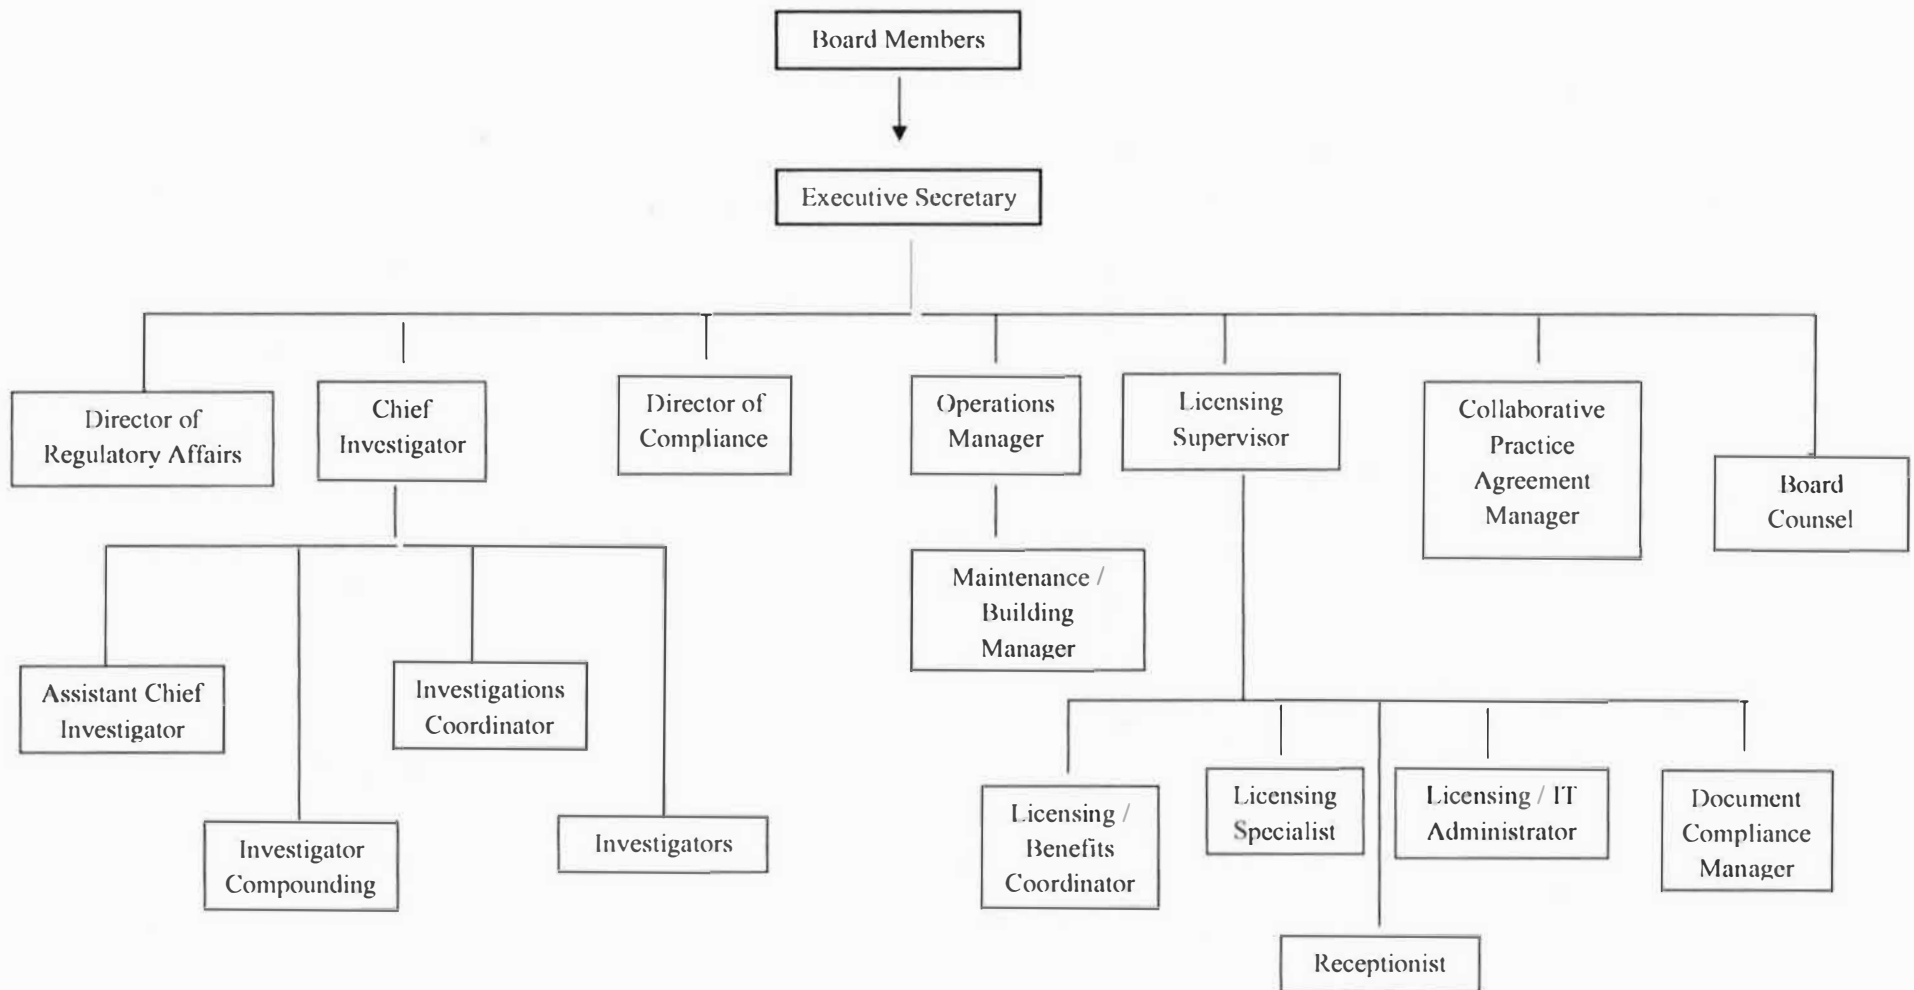 Board Members
Executive Secretary
Director of
Regulatory Affairs
Chief
Investigator
Director of
Compliance
Operations
Manager
Licensing
Supervisor
Collaborative
Practice
Agreement
Manager
Board
Counsel
Maintenance /
Building
Manager
Assistant Chief
Investigator
Investigator
Compounding
Investigations
Coordinator
Investigators
Licensing /
Benefits
Coordinator
Licensing
Specialist
Receptionist
Licensing / IT
Administrator
Document
Compliance
Manager